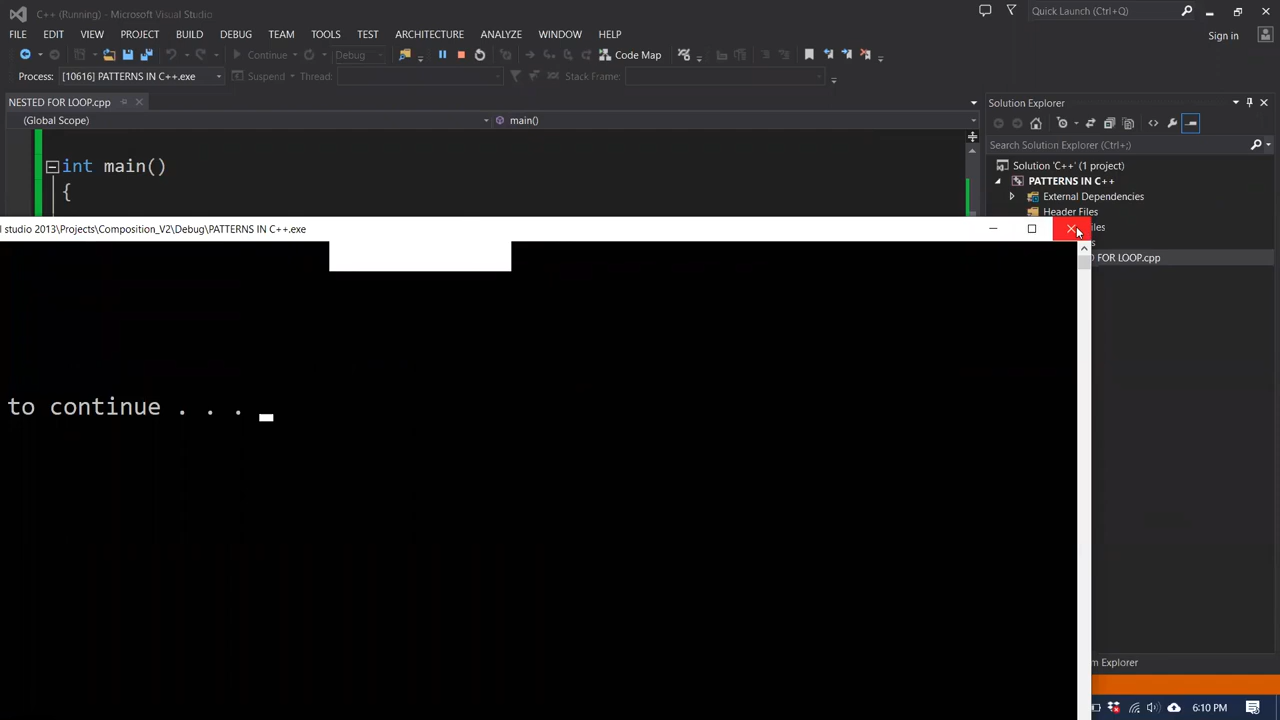 C++ (Running) - Microsoft Visual Studio
Quick Launch (Ctrl+Q)
FILE EDIT VIEW PROJECT BUILD DEBUG TEAM TOOLS TEST ARCHITECTURE ANALYZE WINDOW HELP
Sign in
Continue Debug Code Map
Process: [10616] PATTERNS IN C++.exe Suspend Thread: Stack Frame:
NESTED FOR LOOP.cpp
Solution Explorer
(Global Scope) main()
Search Solution Explorer (Ctrl+;)
int main()
{
Solution 'C++' (1 project)
PATTERNS IN C++
External Dependencies
Header Files
l studio 2013\Projects\Composition_V2\Debug\PATTERNS IN C++.exe
iles
s
FOR LOOP.cpp
to continue . . .
m Explorer
6:10 PM